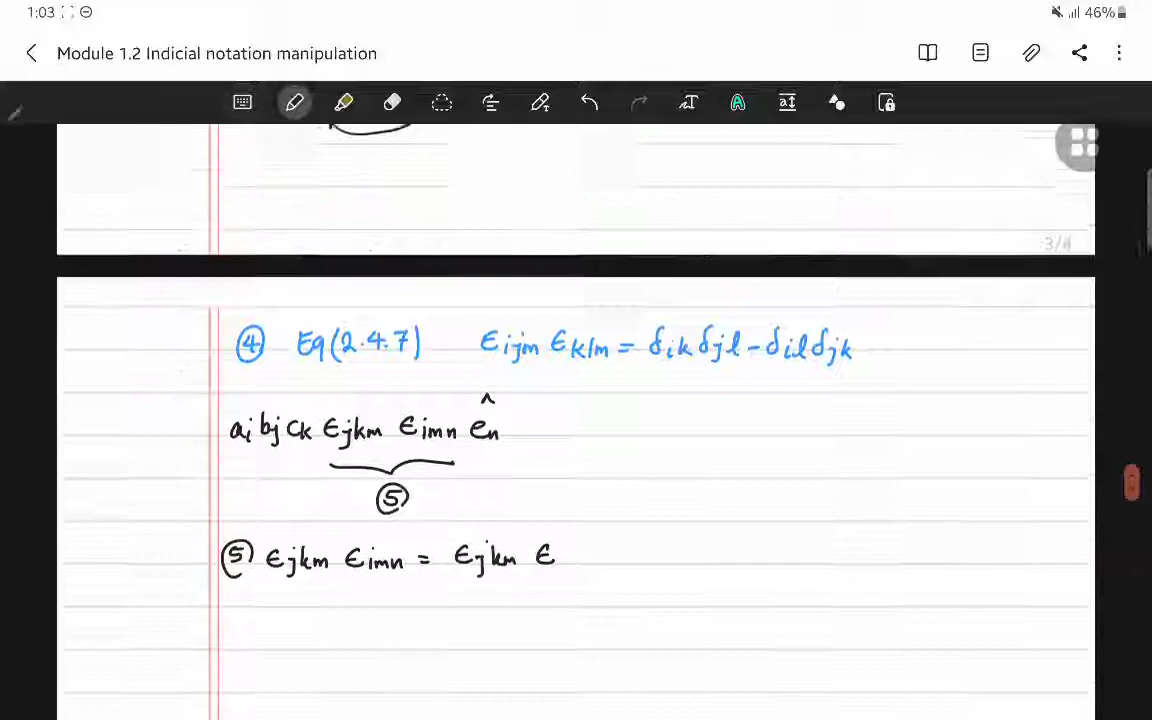 1:03 46%
Module 1.2 Indicial notation manipulation
3/4
④ Eq(2.4.7) ϵijm ϵklm = δik δjl - δil δjk
ai bj ck ϵjkm ϵimn ên
⑤
⑤ ϵjkm ϵimn = ϵjkm ϵ